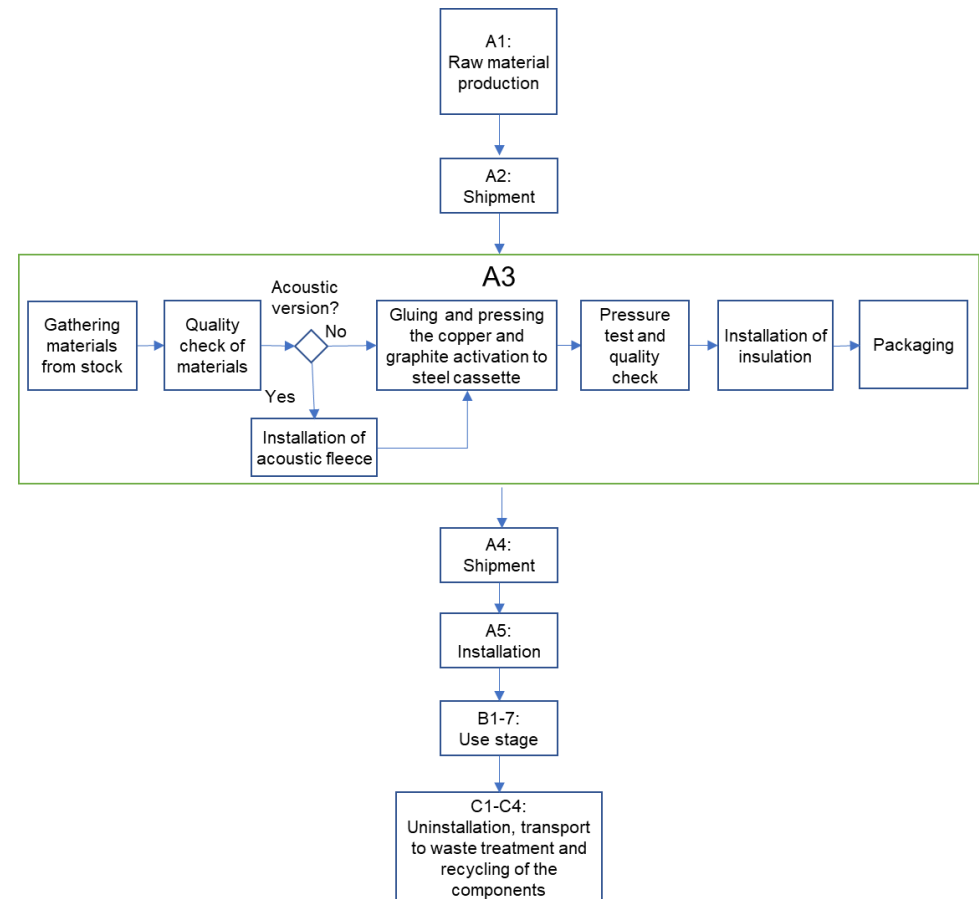 A1:
Raw material
production
A2:
Shipment
A3
Gathering
materials
from stock
Quality
check of
materials
Acoustic
version?
No
Yes
Installation of
acoustic fleece
Gluing and pressing
the copper and
graphite activation to
steel cassette
Pressure
test and
quality
check
Installation of
insulation
Packaging
A4:
Shipment
A5:
Installation
B1-7:
Use stage
C1-C4:
Uninstallation, transport
to waste treatment and
recycling of the
components